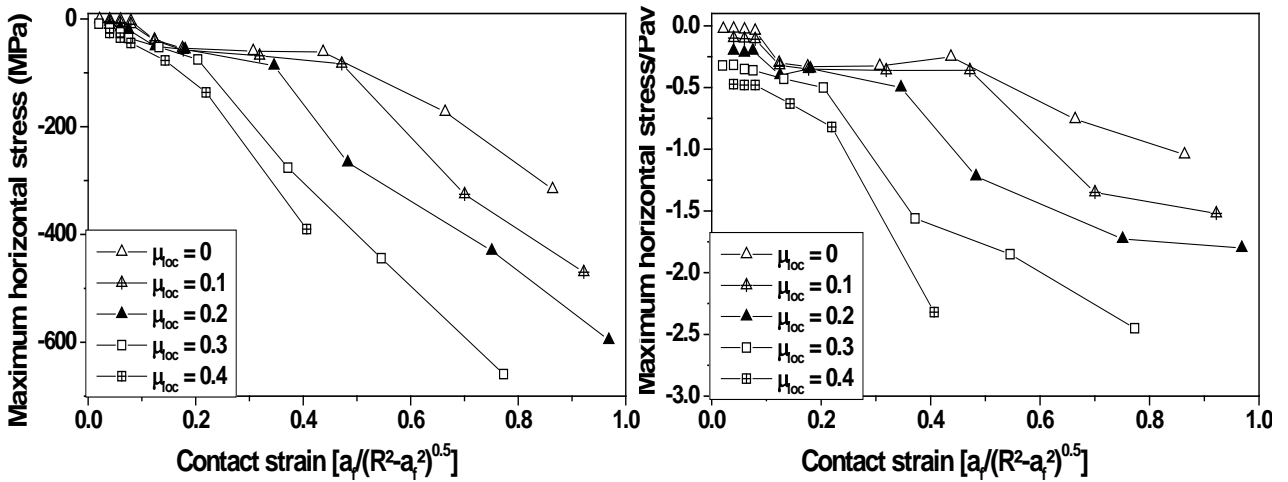 Maximum horizontal stress (MPa)
0
-200
-400
-600
μloc = 0
μloc = 0.1
μloc = 0.2
μloc = 0.3
μloc = 0.4
0.0 0.2 0.4 0.6 0.8 1.0
Contact strain [af/(R²-af²)^0.5]
Maximum horizontal stress/Pav
0.0
-0.5
-1.0
-1.5
-2.0
-2.5
-3.0
μloc = 0
μloc = 0.1
μloc = 0.2
μloc = 0.3
μloc = 0.4
0.0 0.2 0.4 0.6 0.8 1.0
Contact strain [af/(R²-af²)^0.5]